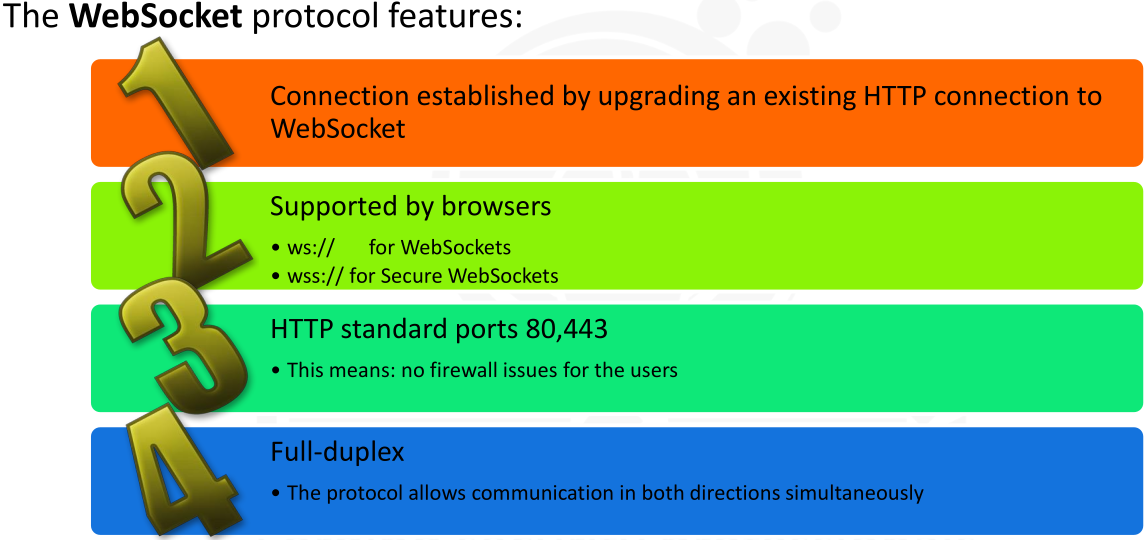 The WebSocket protocol features:
1
Connection established by upgrading an existing HTTP connection to
WebSocket
2
Supported by browsers
• ws:// for WebSockets
• wss:// for Secure WebSockets
3
HTTP standard ports 80,443
• This means: no firewall issues for the users
4
Full-duplex
• The protocol allows communication in both directions simultaneously